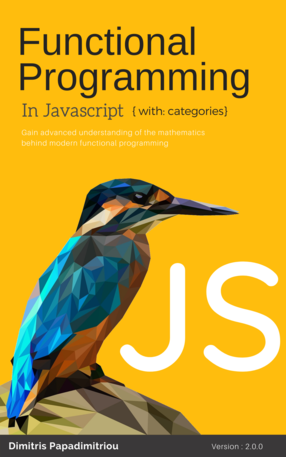 Functional
Programming
In Javascript { with: categories}
Gain advanced understanding of the mathematics
behind modern functional programming
JS
Dimitris Papadimitriou Version : 2.0.0